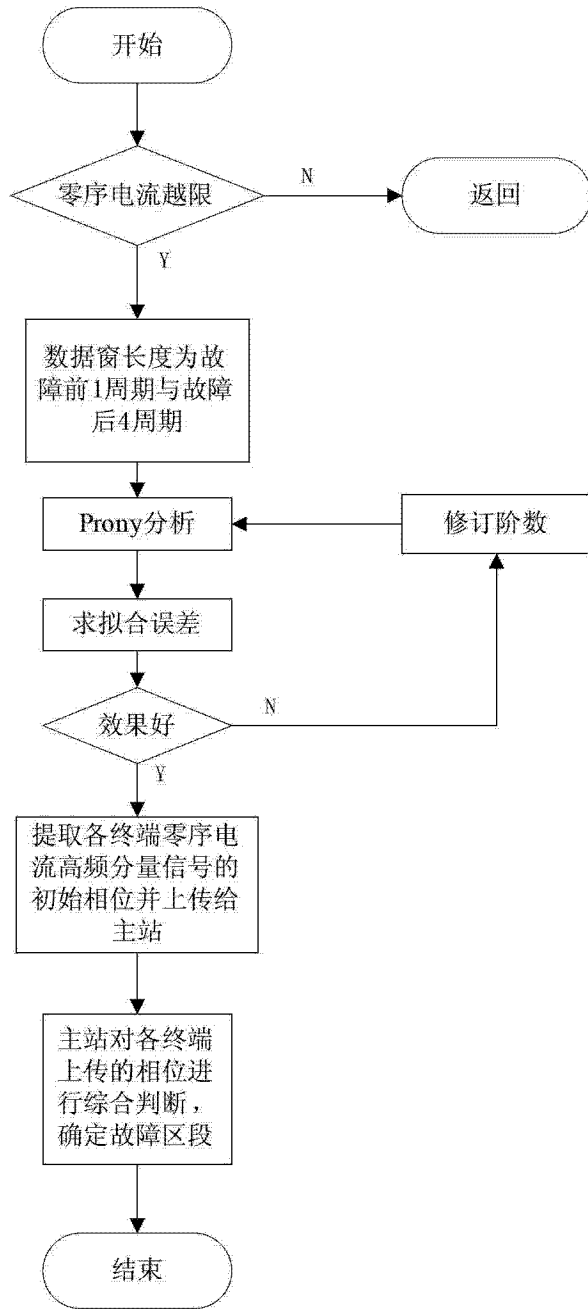 开始
零序电流越限
N
返回
Y
数据窗长度为故
障前1周期与故障
后4周期
Prony分析
修订阶数
求拟合误差
效果好
N
Y
提取各终端零序电
流高频分量信号的
初始相位并上传给
主站
主站对各终端
上传的相位进
行综合判断，
确定故障区段
结束